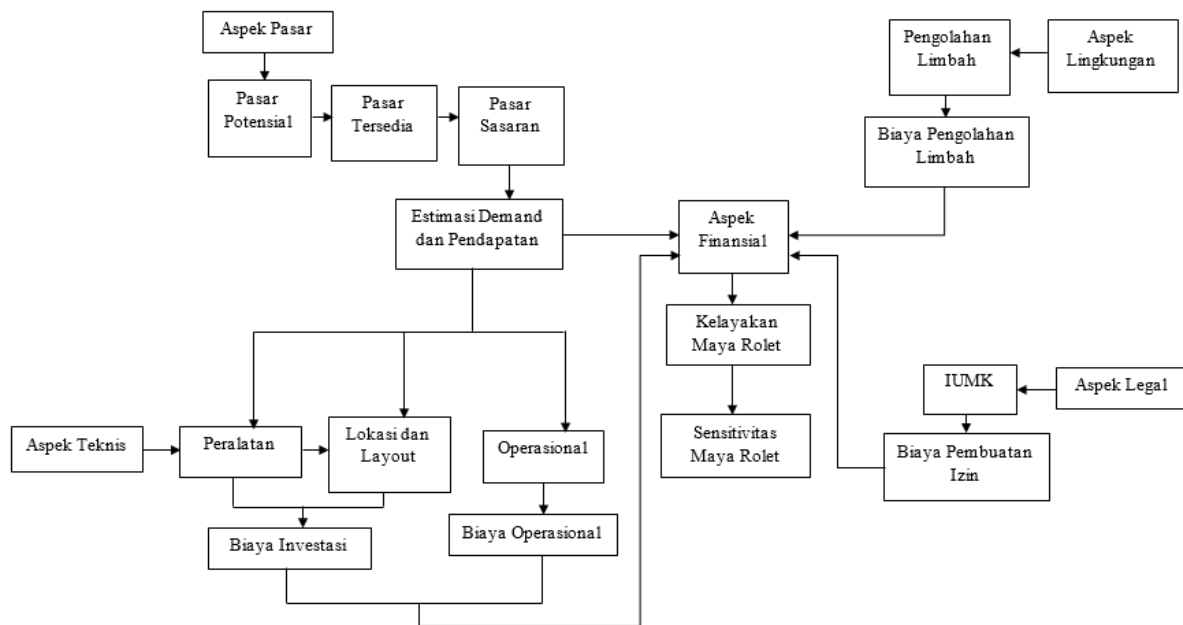 Aspek Pasar
Pasar
Potensial
Pasar
Tersedia
Pasar
Sasaran
Estimasi Demand
dan Pendapatan
Pengolahan
Limbah
Aspek
Lingkungan
Biaya Pengolahan
Limbah
Aspek
Finansial
Kelayakan
Maya Rolet
Sensitivitas
Maya Rolet
IUMK
Aspek Legal
Biaya Pembuatan
Izin
Aspek Teknis
Peralatan
Lokasi dan
Layout
Operasional
Biaya Investasi
Biaya Operasional